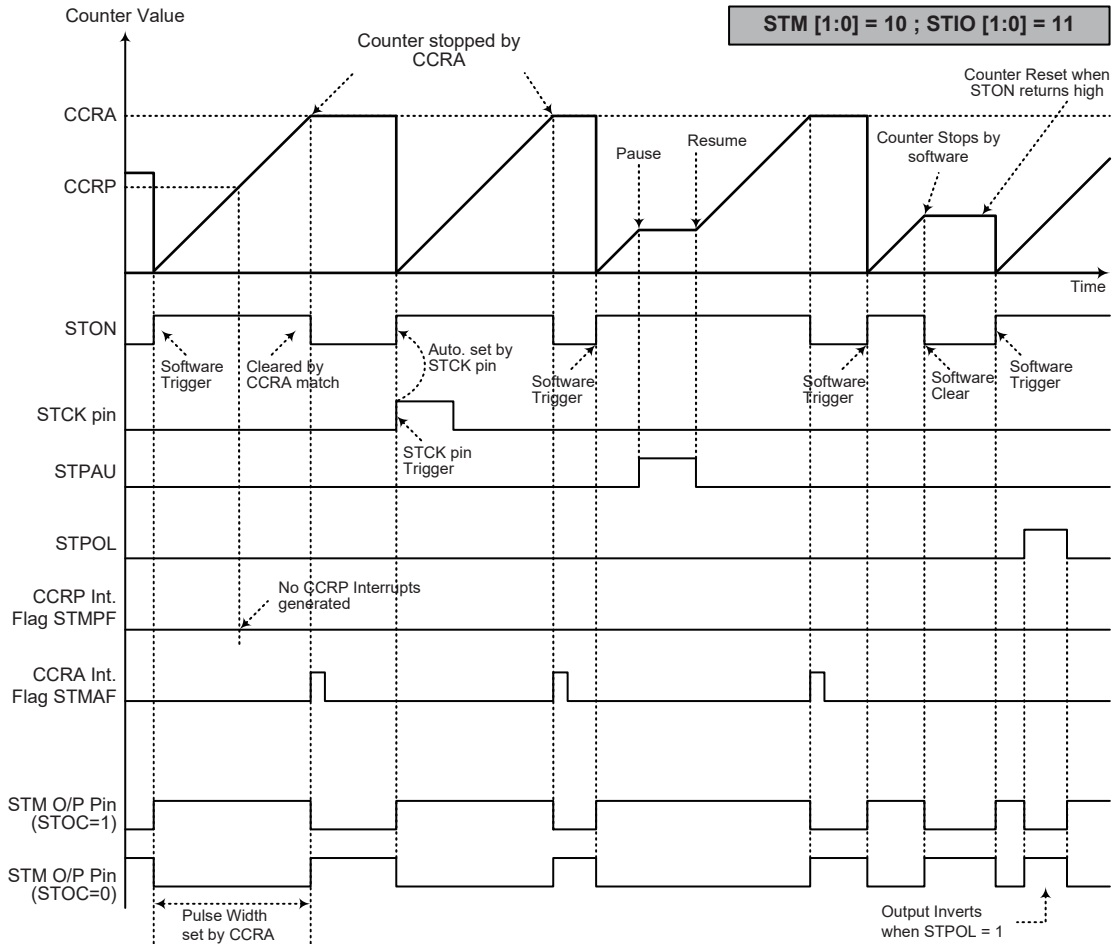 Counter Value
STM [1:0] = 10 ; STIO [1:0] = 11
Counter stopped by
CCRA
Counter Reset when
STON returns high
CCRA
Pause
Resume
Counter Stops by
software
CCRP
Time
STON
Software
Trigger
Cleared by
CCRA match
Auto. set by
STCK pin
Software
Trigger
Software
Trigger
Software
Clear
Software
Trigger
STCK pin
STCK pin
Trigger
STPAU
STPOL
CCRP Int.
Flag STMPF
No CCRP Interrupts
generated
CCRA Int.
Flag STMAF
STM O/P Pin
(STOC=1)
STM O/P Pin
(STOC=0)
Pulse Width
set by CCRA
Output Inverts
when STPOL = 1